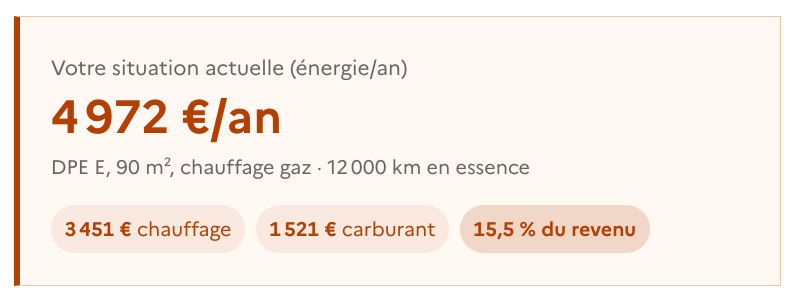 Votre situation actuelle (énergie/an)
4 972 €/an
DPE E, 90 m², chauffage gaz · 12 000 km en essence
3 451 € chauffage
1 521 € carburant
15,5 % du revenu